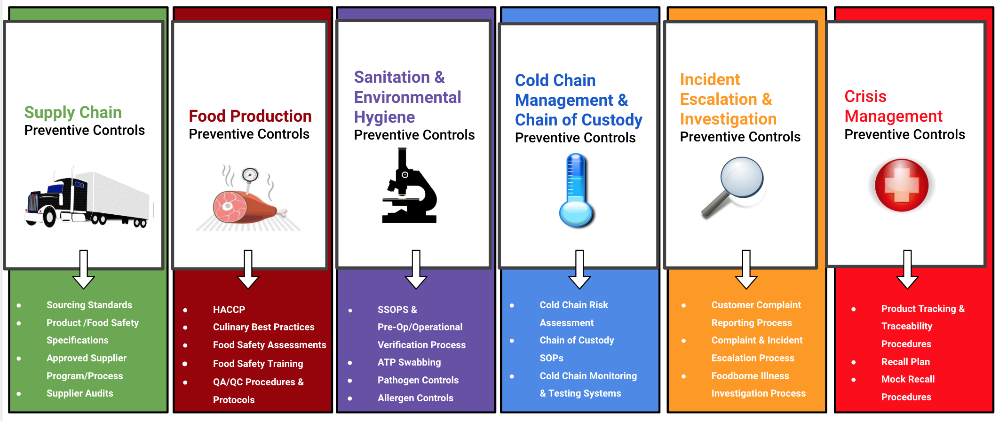 Supply Chain
Preventive Controls
• Sourcing Standards
• Product /Food Safety
Specifications
• Approved Supplier
Program/Process
• Supplier Audits
Food Production
Preventive Controls
• HACCP
• Culinary Best Practices
• Food Safety Assessments
• Food Safety Training
• QA/QC Procedures &
Protocols
Sanitation &
Environmental
Hygiene
Preventive Controls
• SSOPS &
Pre-Op/Operational
Verification Process
• ATP Swabbing
• Pathogen Controls
• Allergen Controls
Cold Chain
Management &
Chain of Custody
Preventive Controls
• Cold Chain Risk
Assessment
• Chain of Custody
SOPs
• Cold Chain Monitoring
& Testing Systems
Incident
Escalation &
Investigation
Preventive Controls
• Customer Complaint
Reporting Process
• Complaint & Incident
Escalation Process
• Foodborne Illness
Investigation Process
Crisis
Management
Preventive Controls
• Product Tracking &
Traceability
Procedures
• Recall Plan
• Mock Recall
Procedures